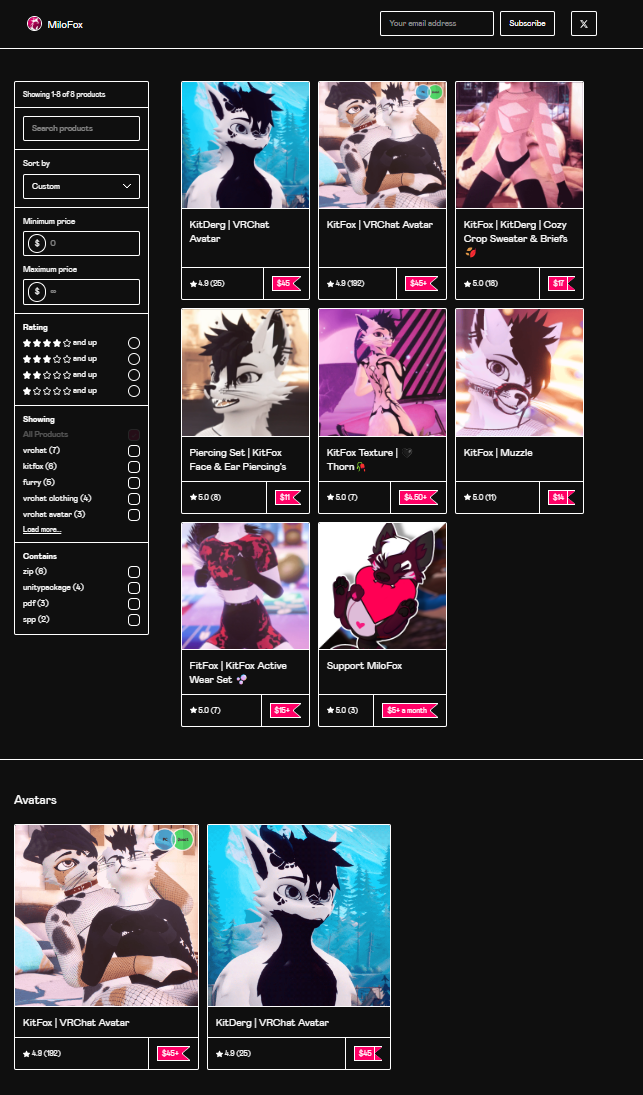 MiloFox
Your email address
Subscribe
Showing 1-8 of 8 products
Search products
Sort by
Custom
Minimum price
$ 0
Maximum price
$ ∞
Rating
and up
and up
and up
and up
Showing
All Products
vrchat (7)
kitfox (6)
furry (5)
vrchat clothing (4)
vrchat avatar (3)
Load more...
Contains
zip (6)
unitypackage (4)
pdf (3)
spp (2)
KitDerg | VRChat
Avatar
4.9 (25)
$45
KitFox | VRChat Avatar
4.9 (192)
$45+
KitFox | KitDerg | Cozy
Crop Sweater & Briefs
🍂
5.0 (18)
$17
Piercing Set | KitFox
Face & Ear Piercing's
5.0 (8)
$11
KitFox Texture | 🖤
Thorn🥀
5.0 (7)
$4.50+
KitFox | Muzzle
5.0 (11)
$14
FitFox | KitFox Active
Wear Set 🫧
5.0 (7)
$15+
Support MiloFox
5.0 (3)
$5+ a month
Avatars
PC
KitFox | VRChat Avatar
4.9 (192)
$45+
KitDerg | VRChat Avatar
4.9 (25)
$45